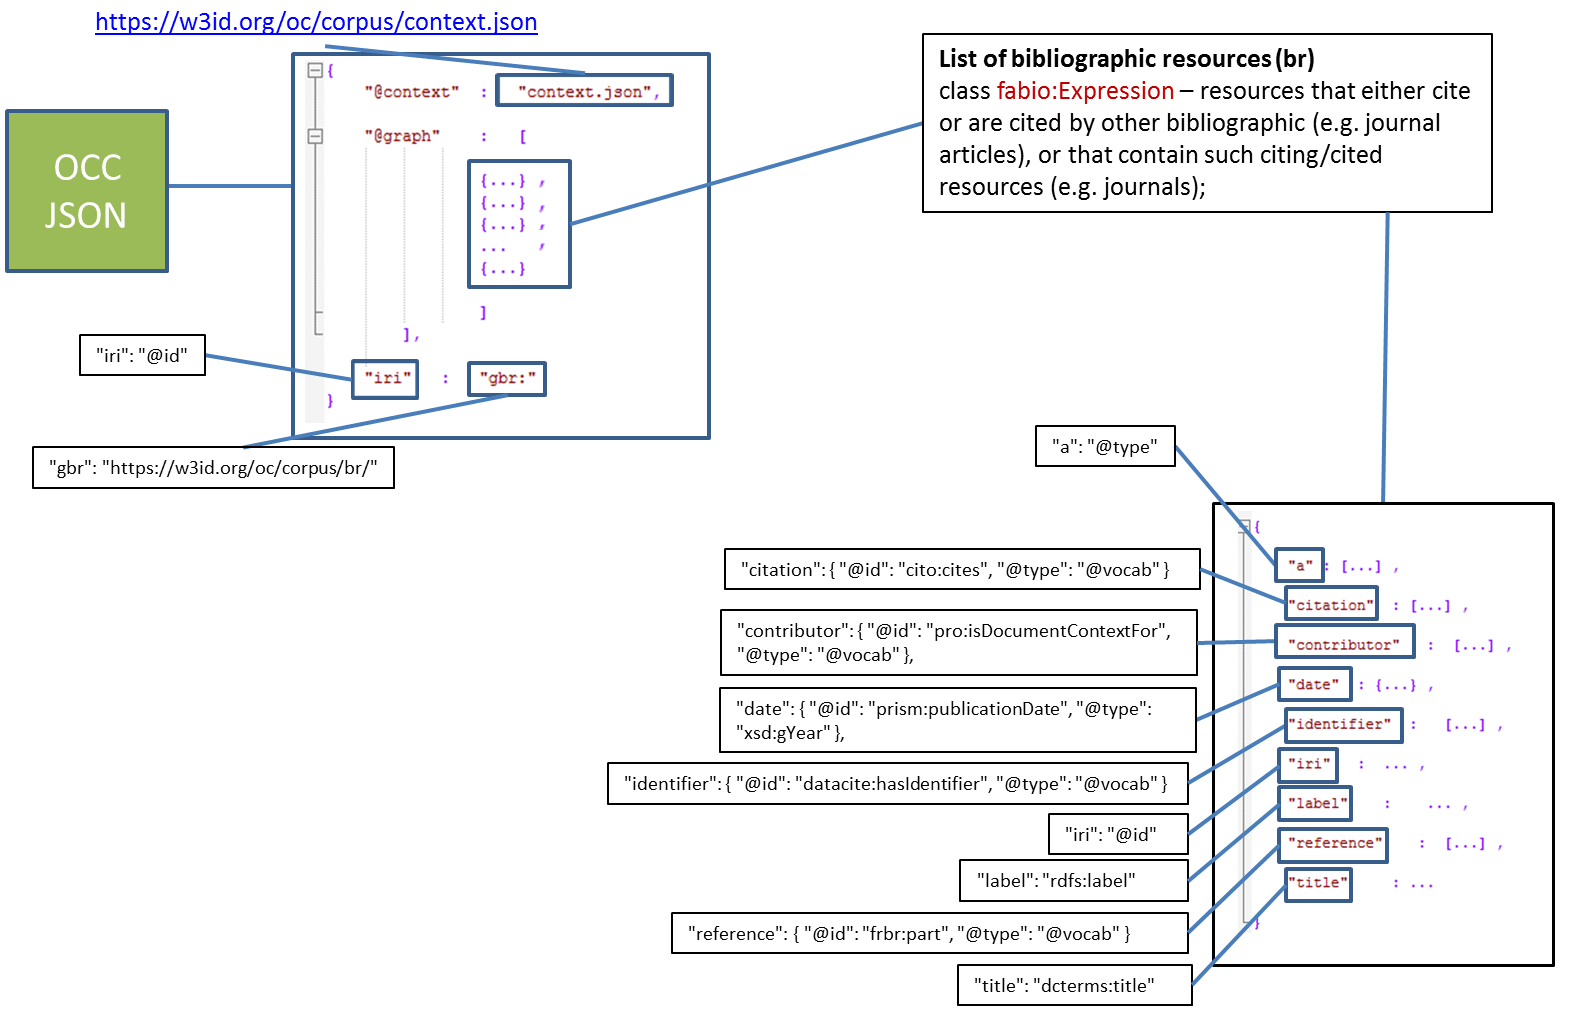 https://w3id.org/oc/corpus/context.json
OCC
JSON
{
"@context" : "context.json",
"@graph" : [
{...} ,
{...} ,
{...} ,
... ,
{...}
]
],
"iri" : "gbr:"
}
"iri": "@id"
"gbr": "https://w3id.org/oc/corpus/br/"
List of bibliographic resources (br)
class fabio:Expression – resources that either cite
or are cited by other bibliographic (e.g. journal
articles), or that contain such citing/cited
resources (e.g. journals);
"a": "@type"
"citation": { "@id": "cito:cites", "@type": "@vocab" }
"contributor": { "@id": "pro:isDocumentContextFor",
"@type": "@vocab" },
"date": { "@id": "prism:publicationDate", "@type":
"xsd:gYear" },
"identifier": { "@id": "datacite:hasIdentifier", "@type": "@vocab" }
"iri": "@id"
"label": "rdfs:label"
"reference": { "@id": "frbr:part", "@type": "@vocab" }
"title": "dcterms:title"
{
"a" : [...] ,
"citation" : [...] ,
"contributor" : [...] ,
"date" : {...} ,
"identifier" : [...] ,
"iri" : ... ,
"label" : ... ,
"reference" : [...] ,
"title" : ...
}